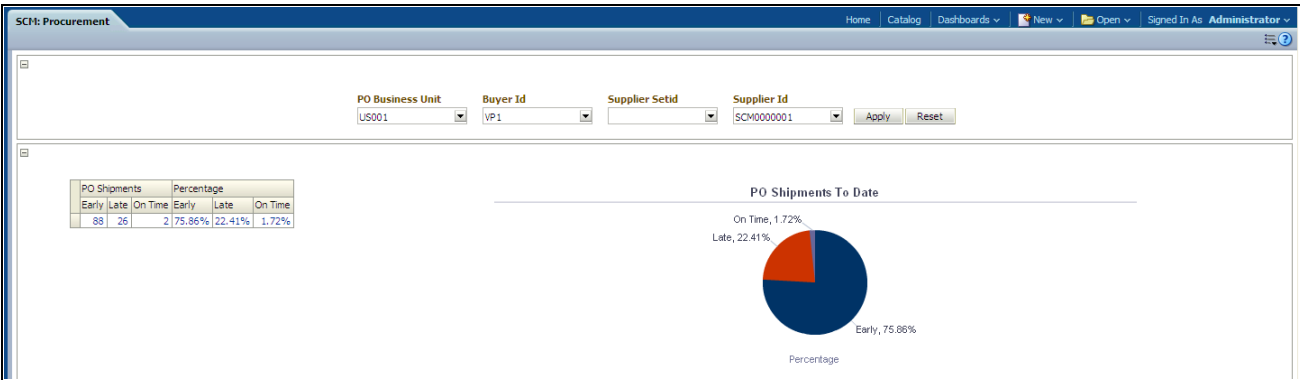 SCM: Procurement
Home Catalog Dashboards New Open Signed In As Administrator
PO Business Unit Buyer Id Supplier Setid Supplier Id
US001 VP1 SCM0000001 Apply Reset
PO Shipments Percentage
Early Late On Time Early Late On Time
88 26 2 75.86% 22.41% 1.72%
PO Shipments To Date
On Time, 1.72%
Late, 22.41%
Early, 75.86%
Percentage